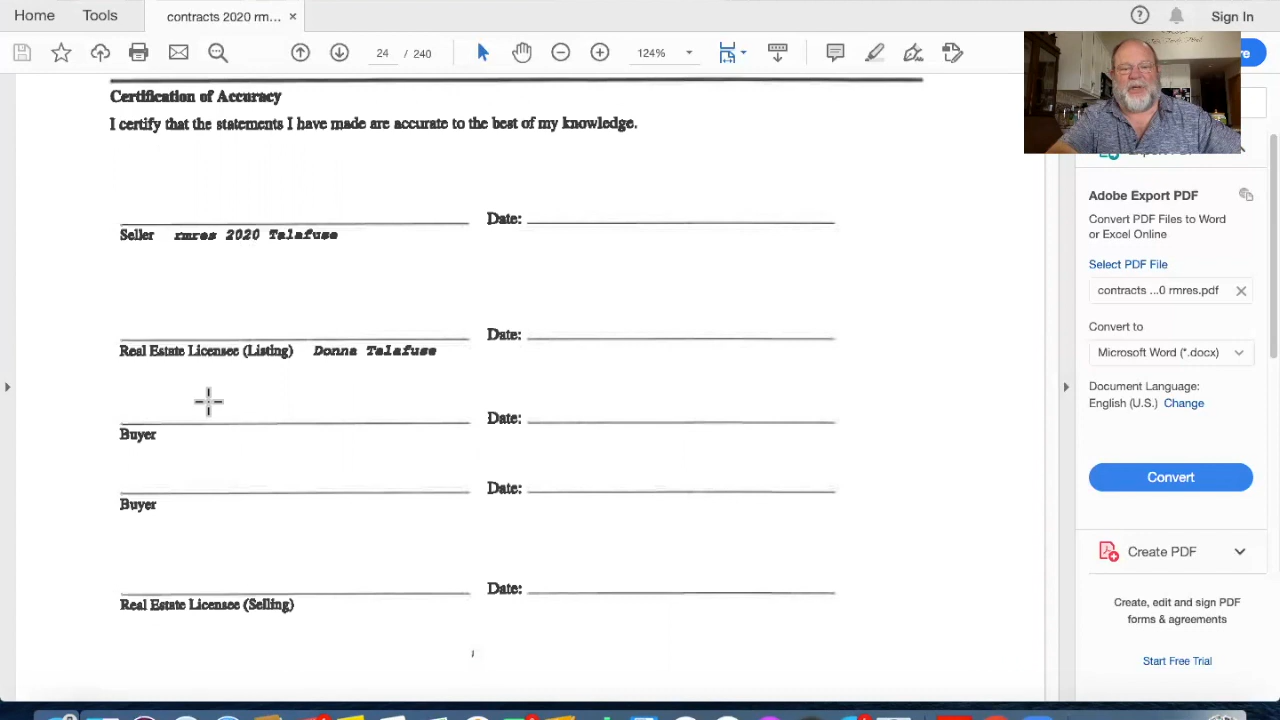 Home Tools contracts 2020 rm... × Sign In
24 / 240 124%
Certification of Accuracy
I certify that the statements I have made are accurate to the best of my knowledge.
Date:
Seller rmres 2020 Talafuse
Date:
Real Estate Licensee (Listing) Donna Talafuse
Date:
Buyer
Date:
Buyer
Date:
Real Estate Licensee (Selling)
Adobe Export PDF
Convert PDF Files to Word
or Excel Online
Select PDF File
contracts ...0 rmres.pdf
Convert to
Microsoft Word (*.docx)
Document Language:
English (U.S.) Change
Convert
Create PDF
Create, edit and sign PDF
forms & agreements
Start Free Trial